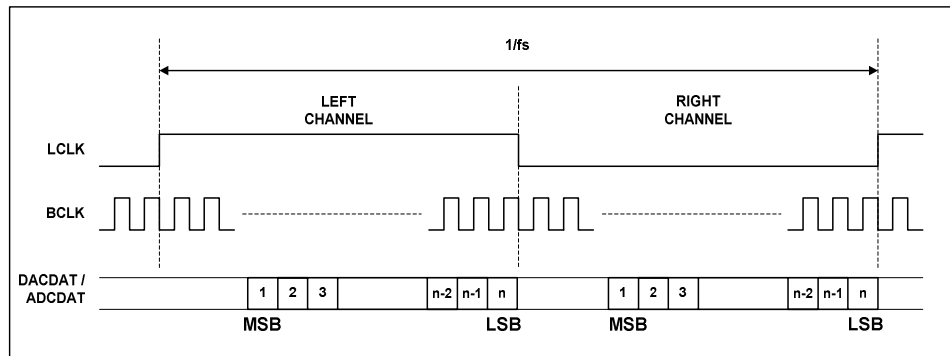 1/fs
LEFT
CHANNEL
RIGHT
CHANNEL
LCLK
BCLK
DACDAT /
ADCDAT
1 2 3 n-2 n-1 n 1 2 3 n-2 n-1 n
MSB LSB MSB LSB